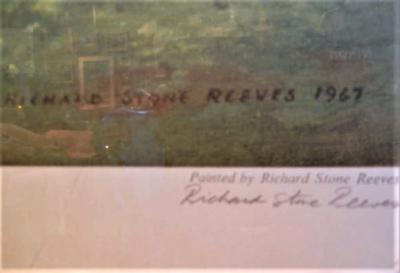 RICHARD STONE REEVES 1967
Painted by Richard Stone Reeves
Richard Stone Reeves